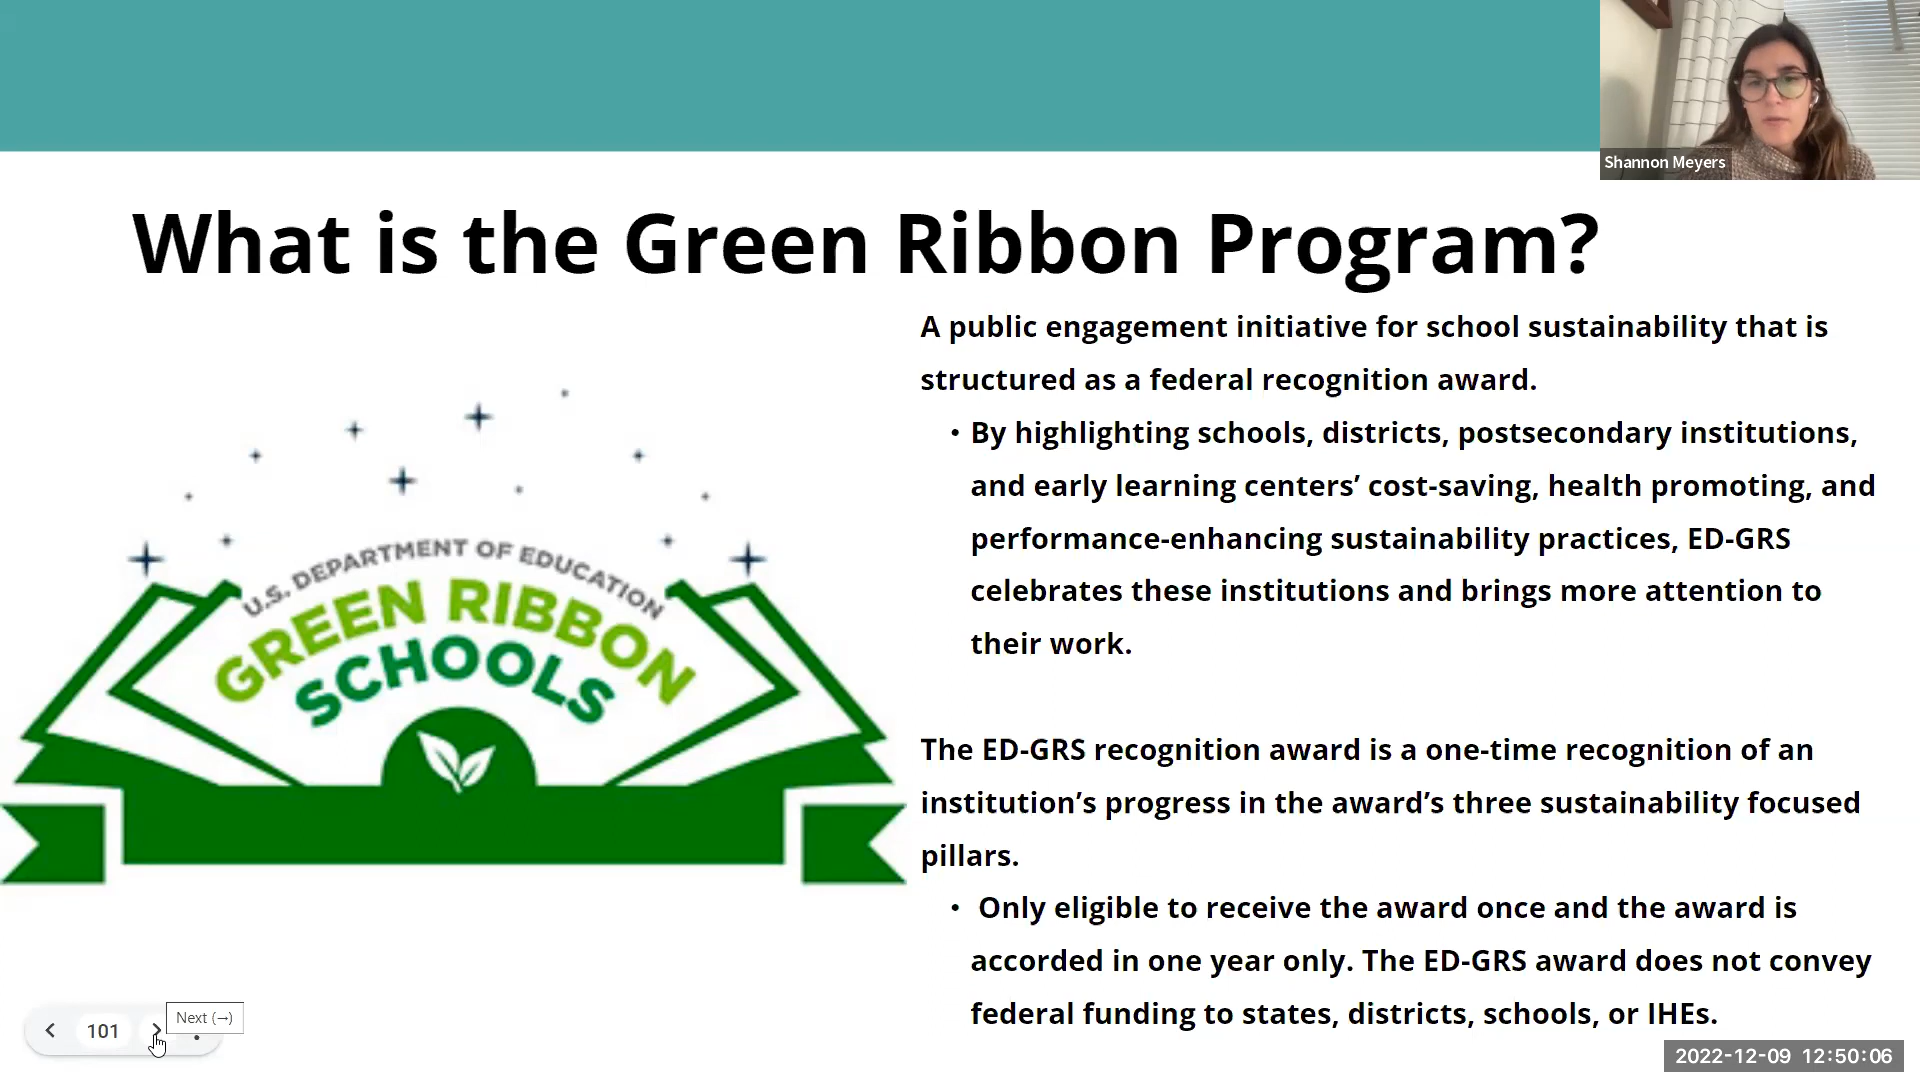 Shannon Meyers
What is the Green Ribbon Program?
A public engagement initiative for school sustainability that is
structured as a federal recognition award.
• By highlighting schools, districts, postsecondary institutions,
and early learning centers’ cost-saving, health promoting, and
performance-enhancing sustainability practices, ED-GRS
celebrates these institutions and brings more attention to
their work.
The ED-GRS recognition award is a one-time recognition of an
institution’s progress in the award’s three sustainability focused
pillars.
• Only eligible to receive the award once and the award is
accorded in one year only. The ED-GRS award does not convey
federal funding to states, districts, schools, or IHEs.
U.S. DEPARTMENT OF EDUCATION
GREEN RIBBON
SCHOOLS
101
Next (→)
2022-12-09 12:50:06